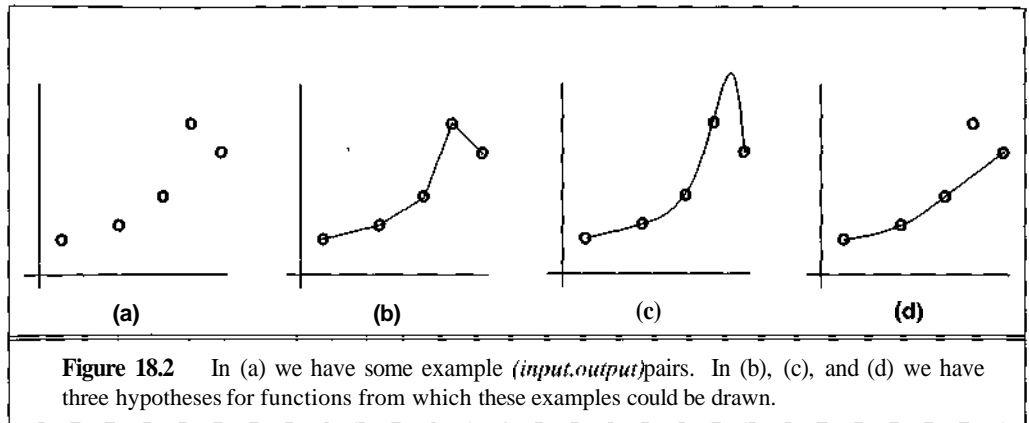 (a) (b) (c) (d)
Figure 18.2 In (a) we have some example (input.output)pairs. In (b), (c), and (d) we have
three hypotheses for functions from which these examples could be drawn.